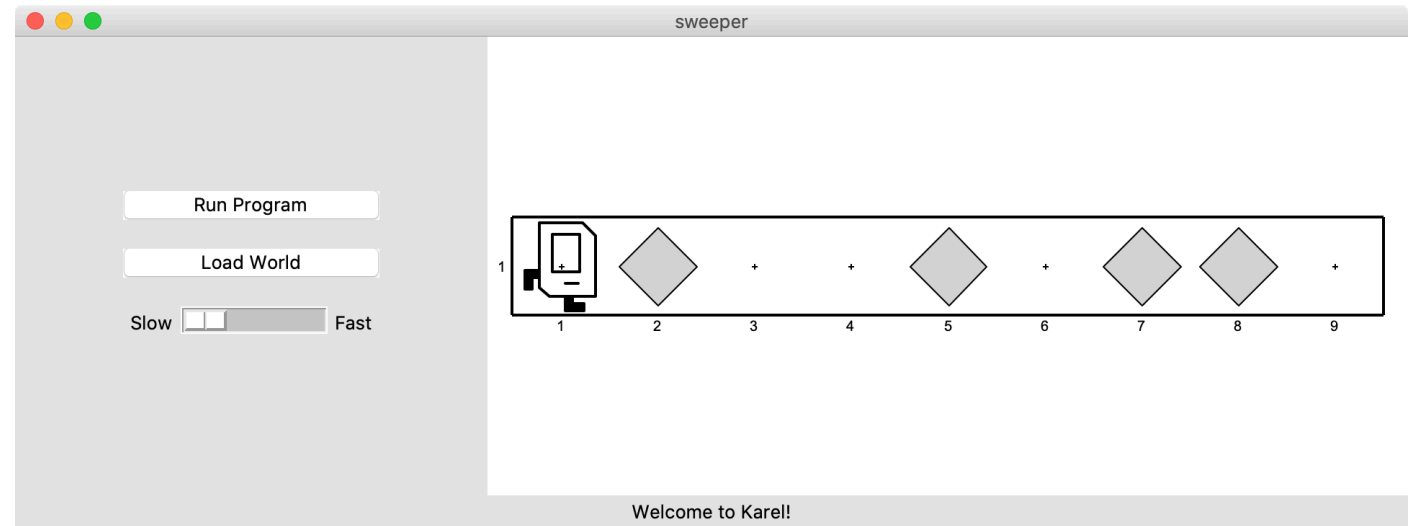 sweeper
Run Program
Load World
Slow Fast
1
1 2 3 4 5 6 7 8 9
Welcome to Karel!